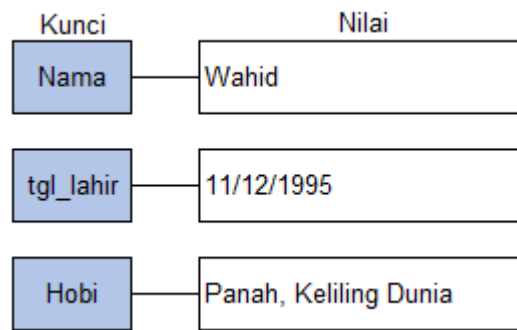 Kunci Nilai
Nama Wahid
tgl_lahir 11/12/1995
Hobi Panah, Keliling Dunia